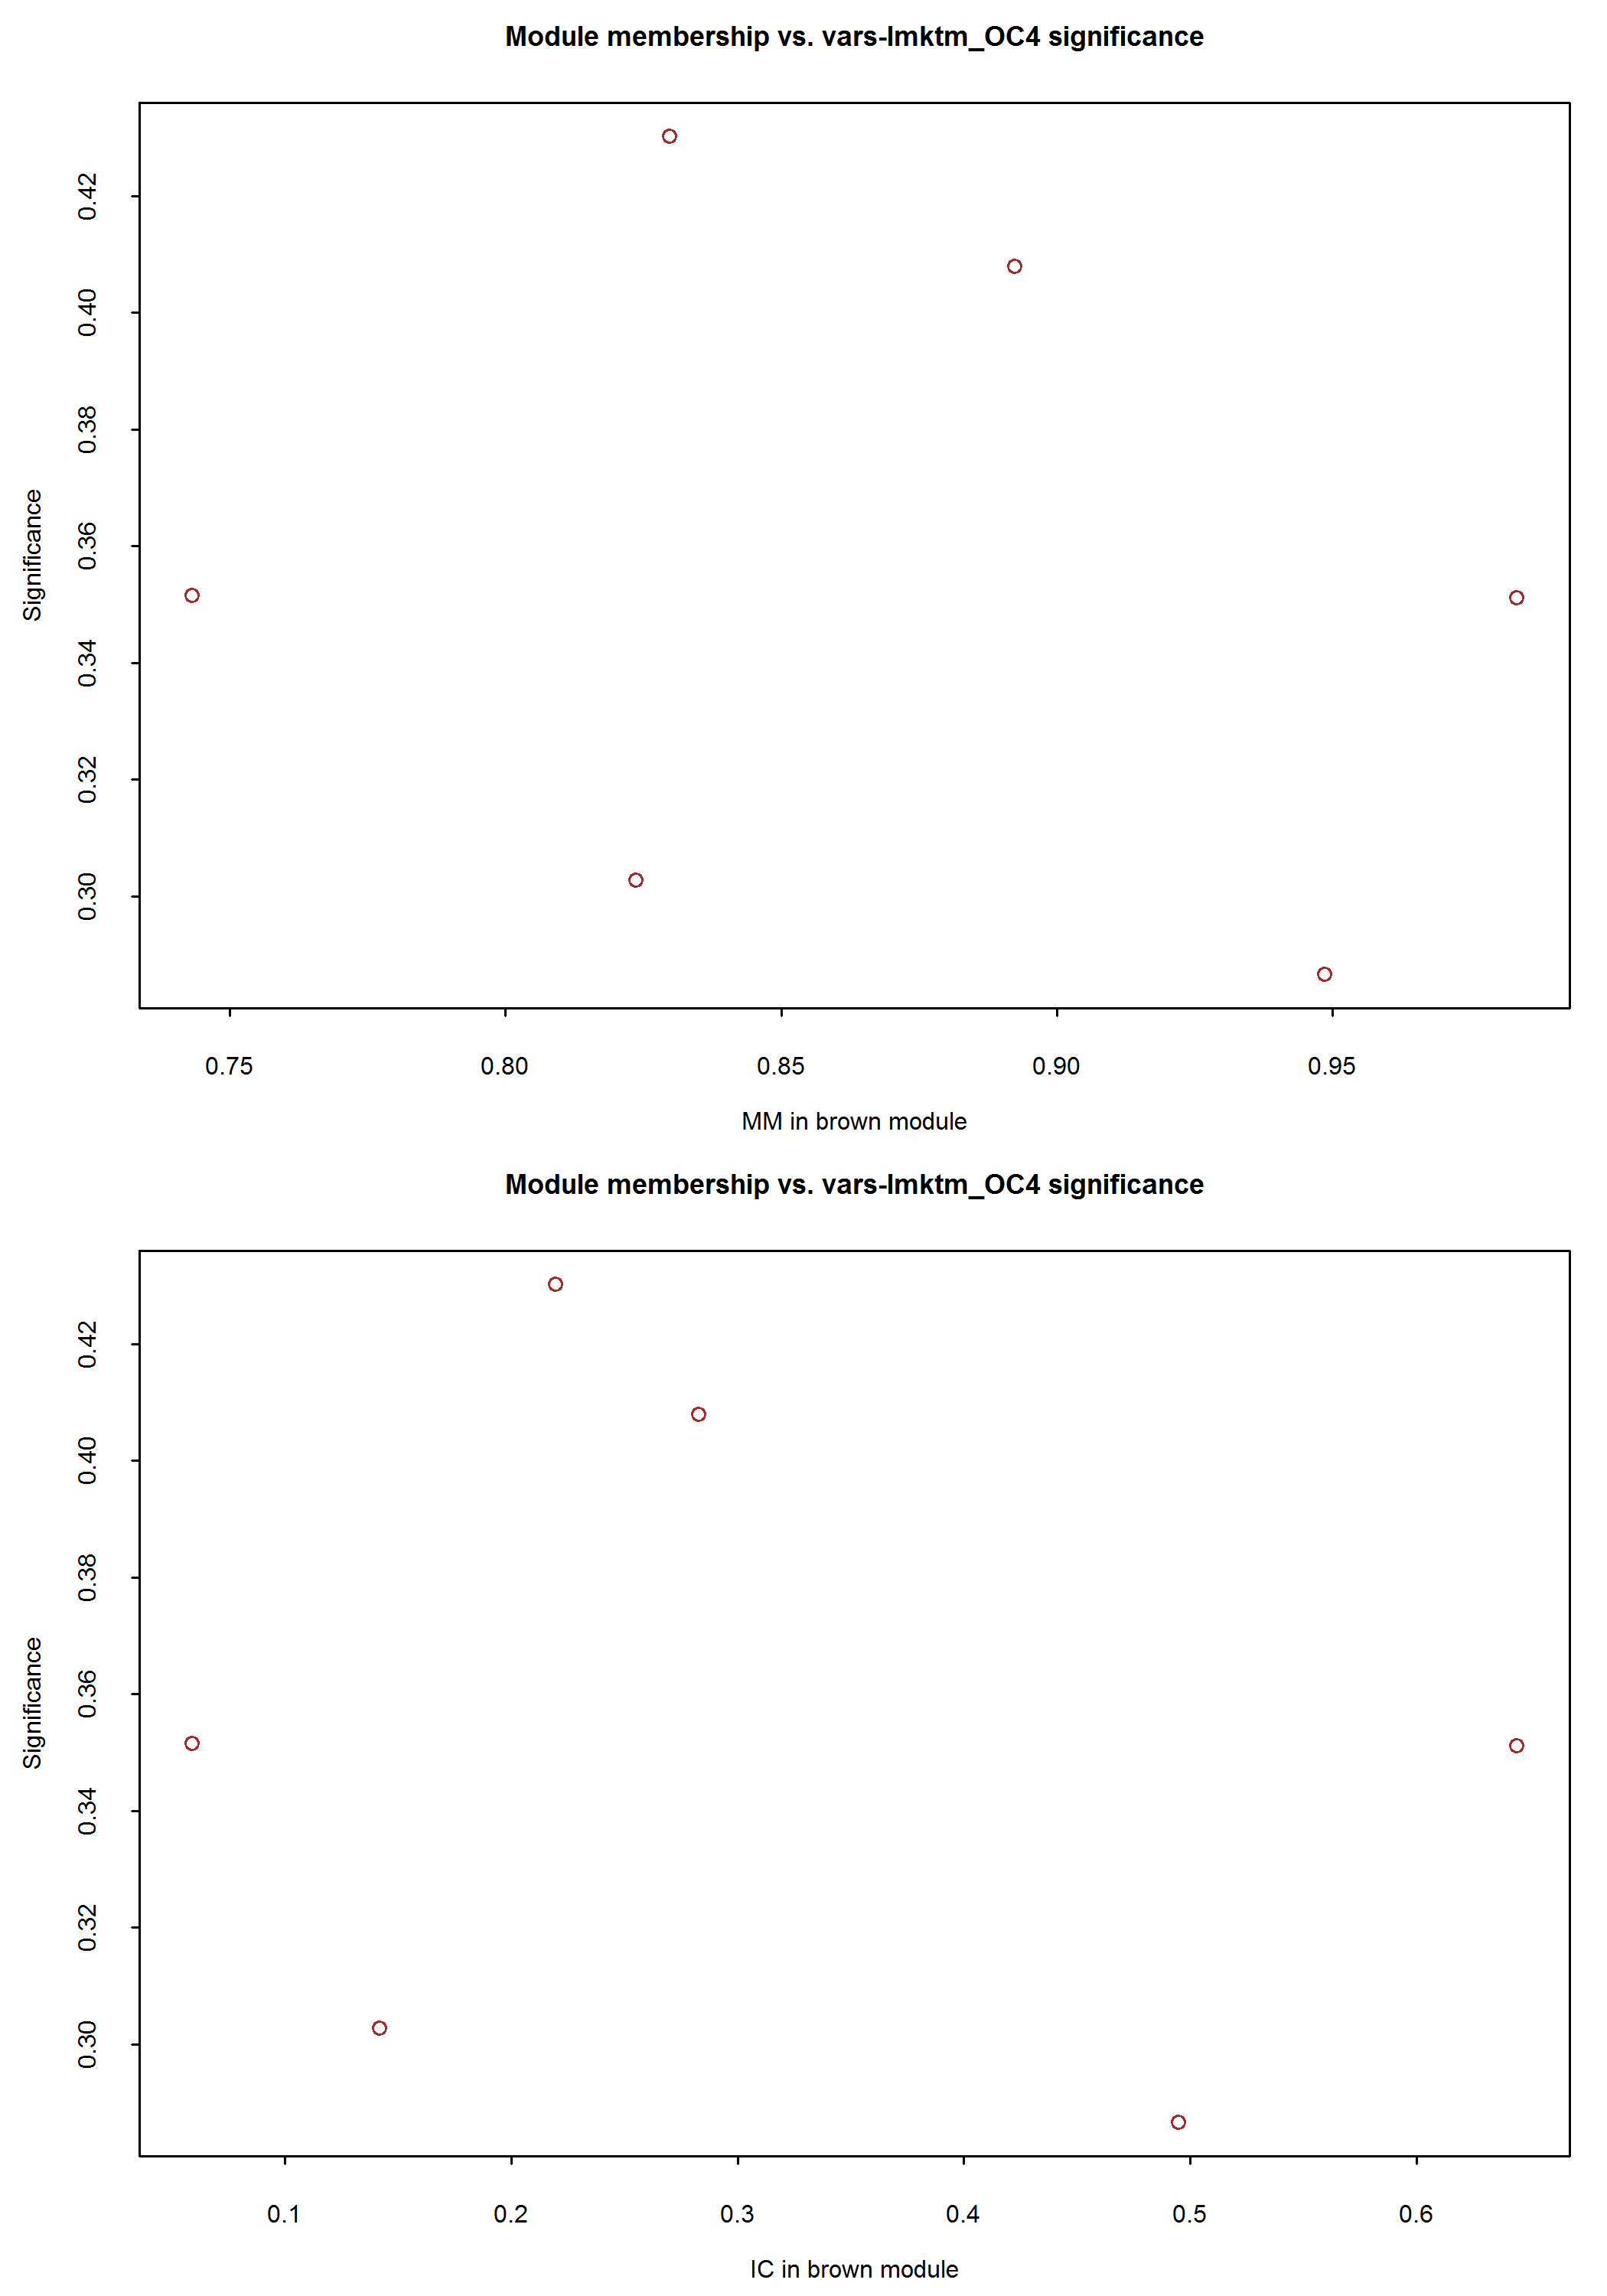 Module membership vs. vars-lmktm_OC4 significance
0.42
0.40
0.38
0.36
0.34
0.32
0.30
Significance
0.75 0.80 0.85 0.90 0.95
MM in brown module
Module membership vs. vars-lmktm_OC4 significance
0.42
0.40
0.38
0.36
0.34
0.32
0.30
Significance
0.1 0.2 0.3 0.4 0.5 0.6
IC in brown module